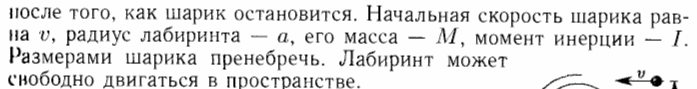 после того, как шарик остановится. Начальная скорость шарика рав-
на v, радиус лабиринта — a, его масса — M, момент инерции — I.
Размерами шарика пренебречь. Лабиринт может
свободно двигаться в пространстве.
v